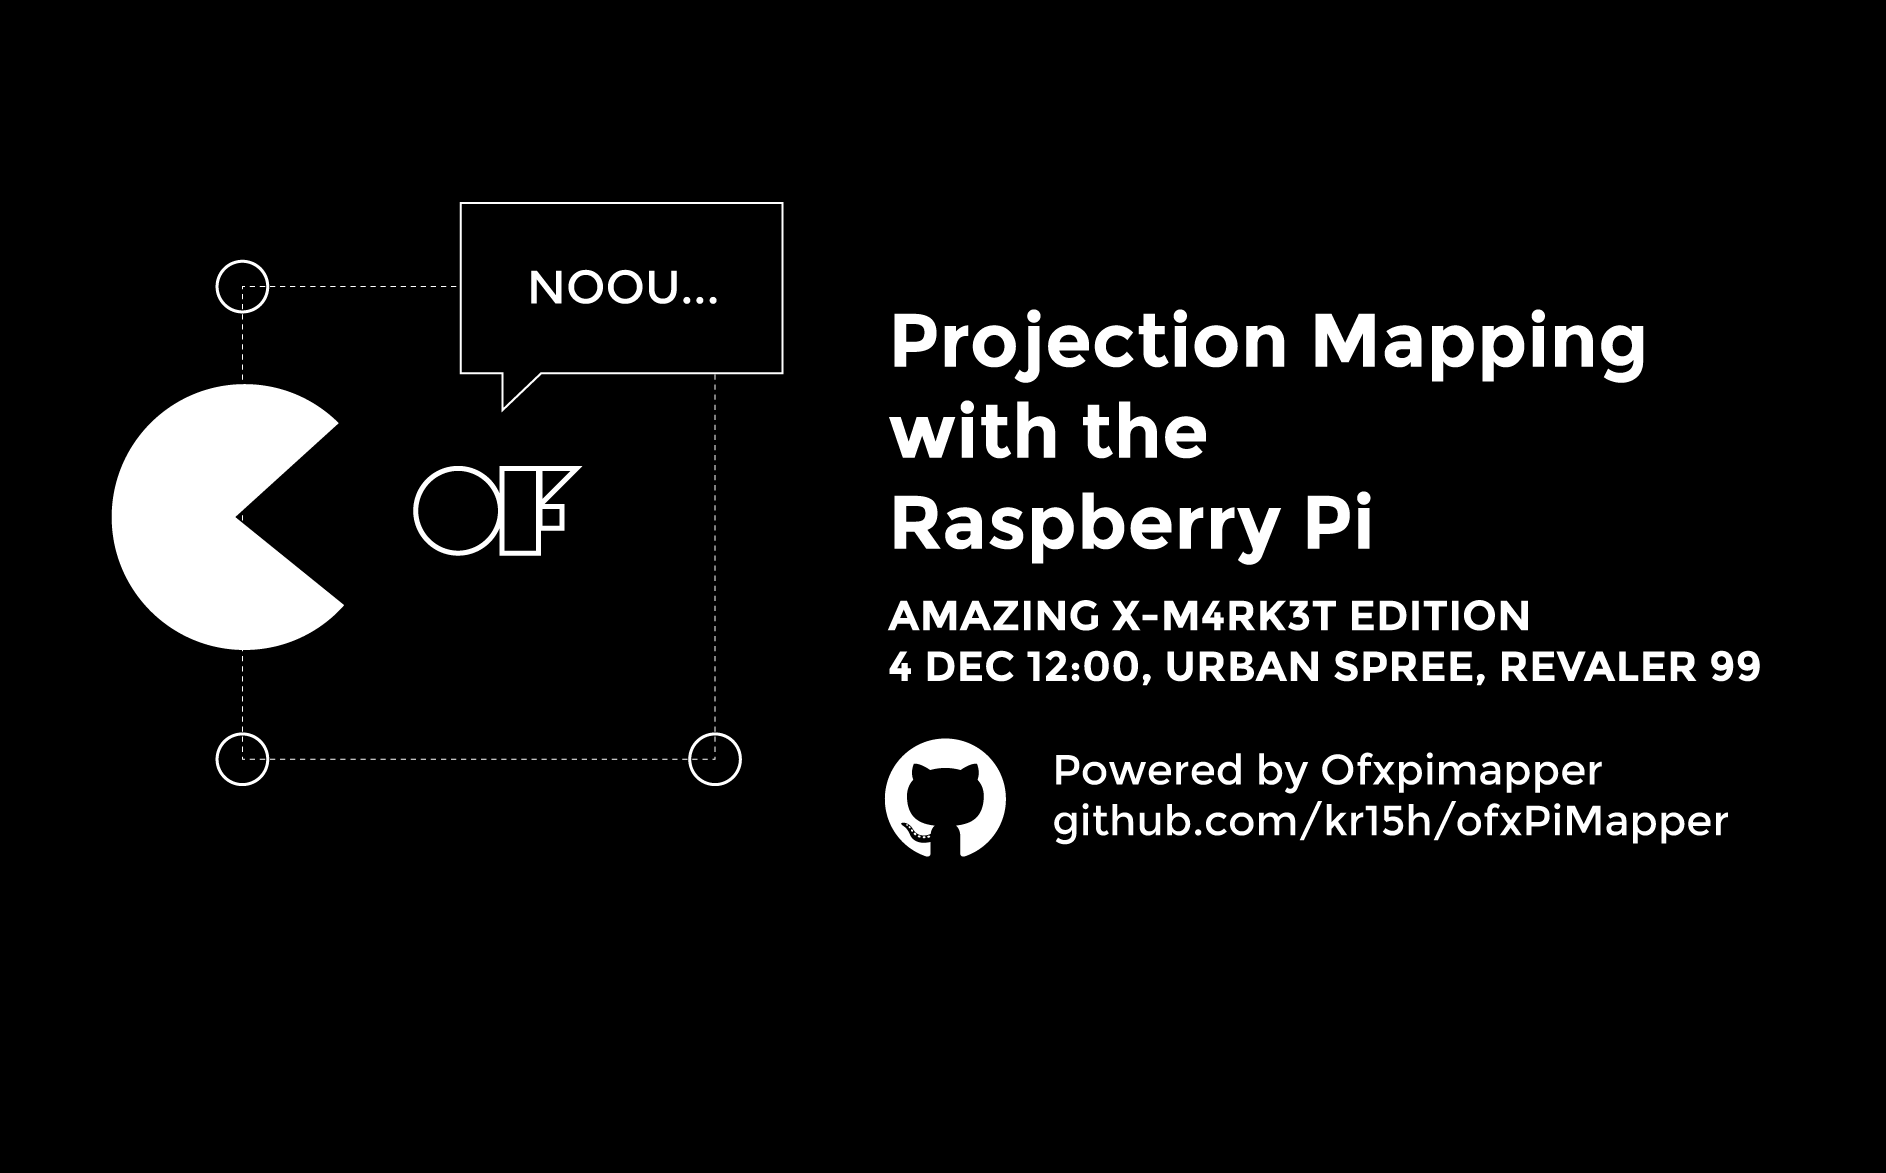 NOOU...
OF
Projection Mapping
with the
Raspberry Pi
AMAZING X-M4RK3T EDITION
4 DEC 12:00, URBAN SPREE, REVALER 99
Powered by Ofxpimapper
github.com/kr15h/ofxPiMapper